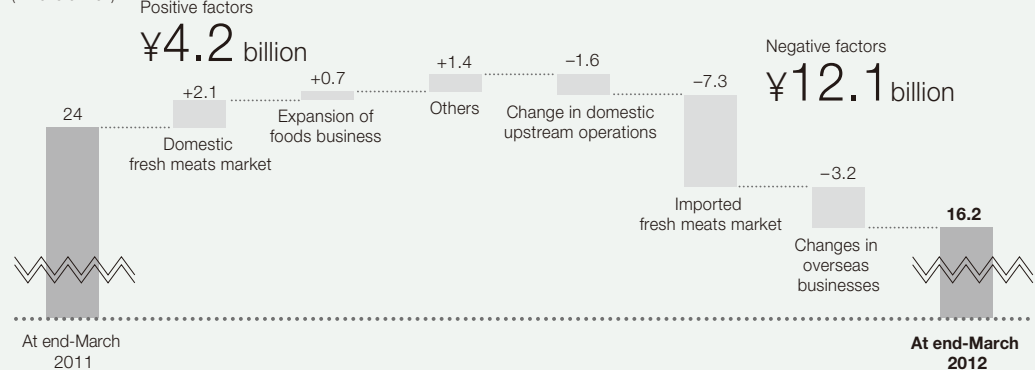 Positive factors
¥4.2 billion
Negative factors
¥12.1 billion
24
+2.1
Domestic
fresh meats market
+0.7
Expansion of
foods business
+1.4
Others
–1.6
Change in domestic
upstream operations
–7.3
Imported
fresh meats market
–3.2
Changes in
overseas
businesses
16.2
At end-March
2011
At end-March
2012